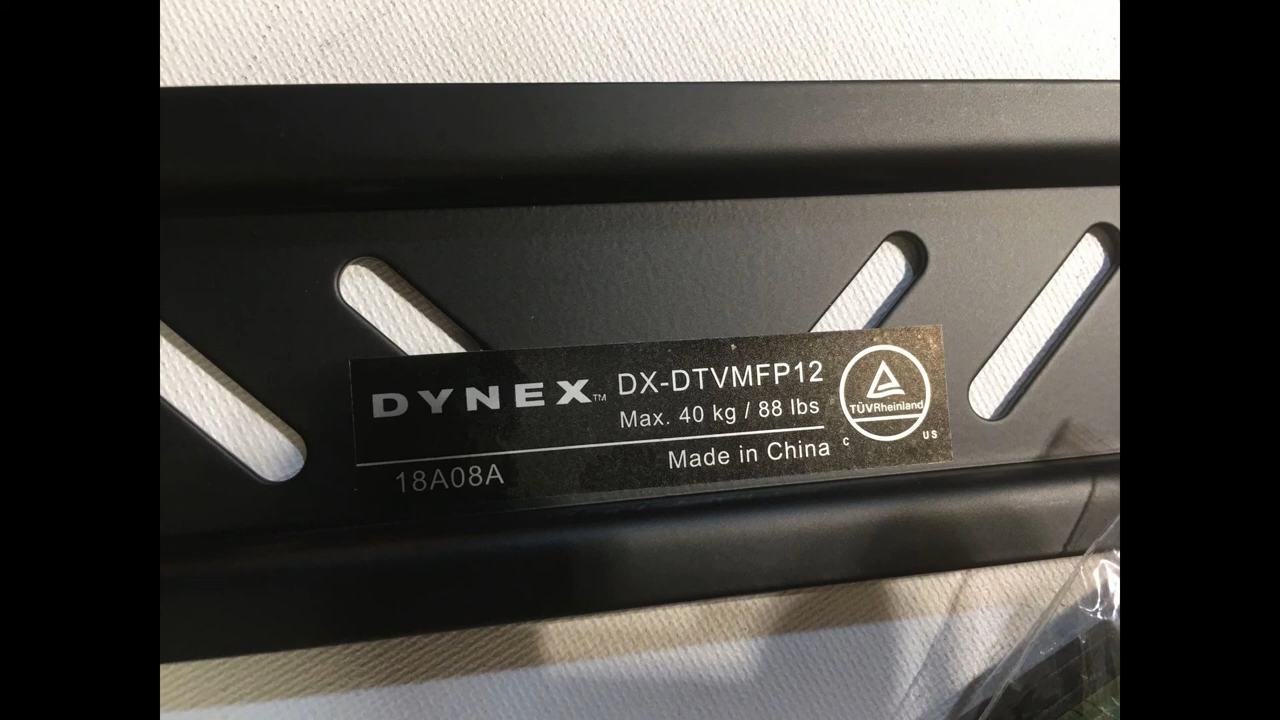 DYNEX™ DX-DTVMFP12
Max. 40 kg / 88 lbs
TÜVRheinland
C US
Made in China
18A08A